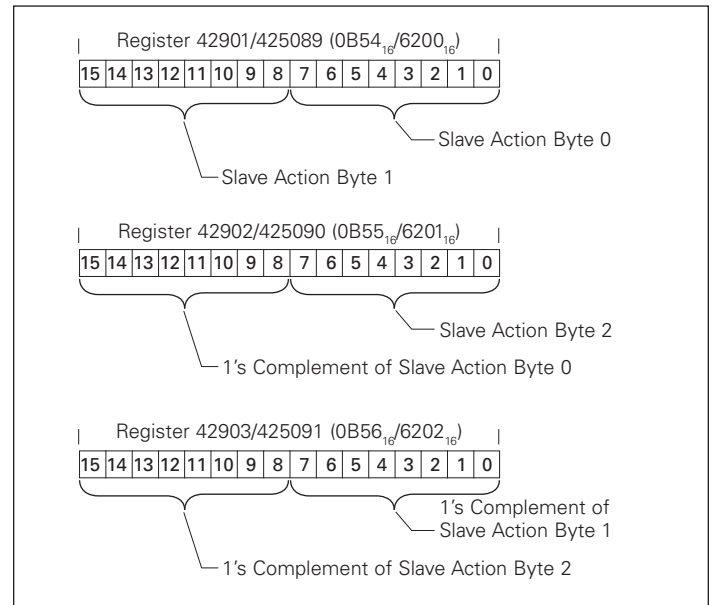 Register 42901/425089 (0B54₁₆/6200₁₆)
15 14 13 12 11 10 9 8 7 6 5 4 3 2 1 0
Slave Action Byte 0
Slave Action Byte 1
Register 42902/425090 (0B55₁₆/6201₁₆)
15 14 13 12 11 10 9 8 7 6 5 4 3 2 1 0
Slave Action Byte 2
1's Complement of Slave Action Byte 0
Register 42903/425091 (0B56₁₆/6202₁₆)
15 14 13 12 11 10 9 8 7 6 5 4 3 2 1 0
1's Complement of
Slave Action Byte 1
1's Complement of Slave Action Byte 2